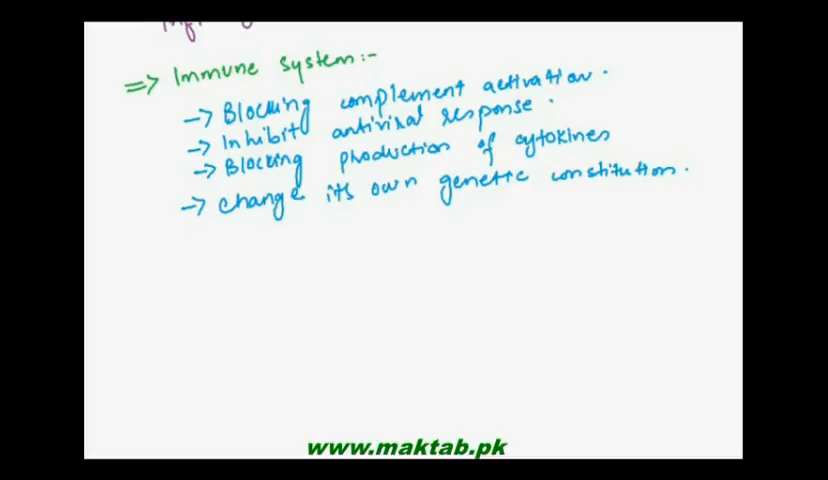 => Immune system:-
-> Blocking complement activation.
-> Inhibit antiviral response.
-> Blocking production of cytokines
-> change its own genetic constitution.
www.maktab.pk